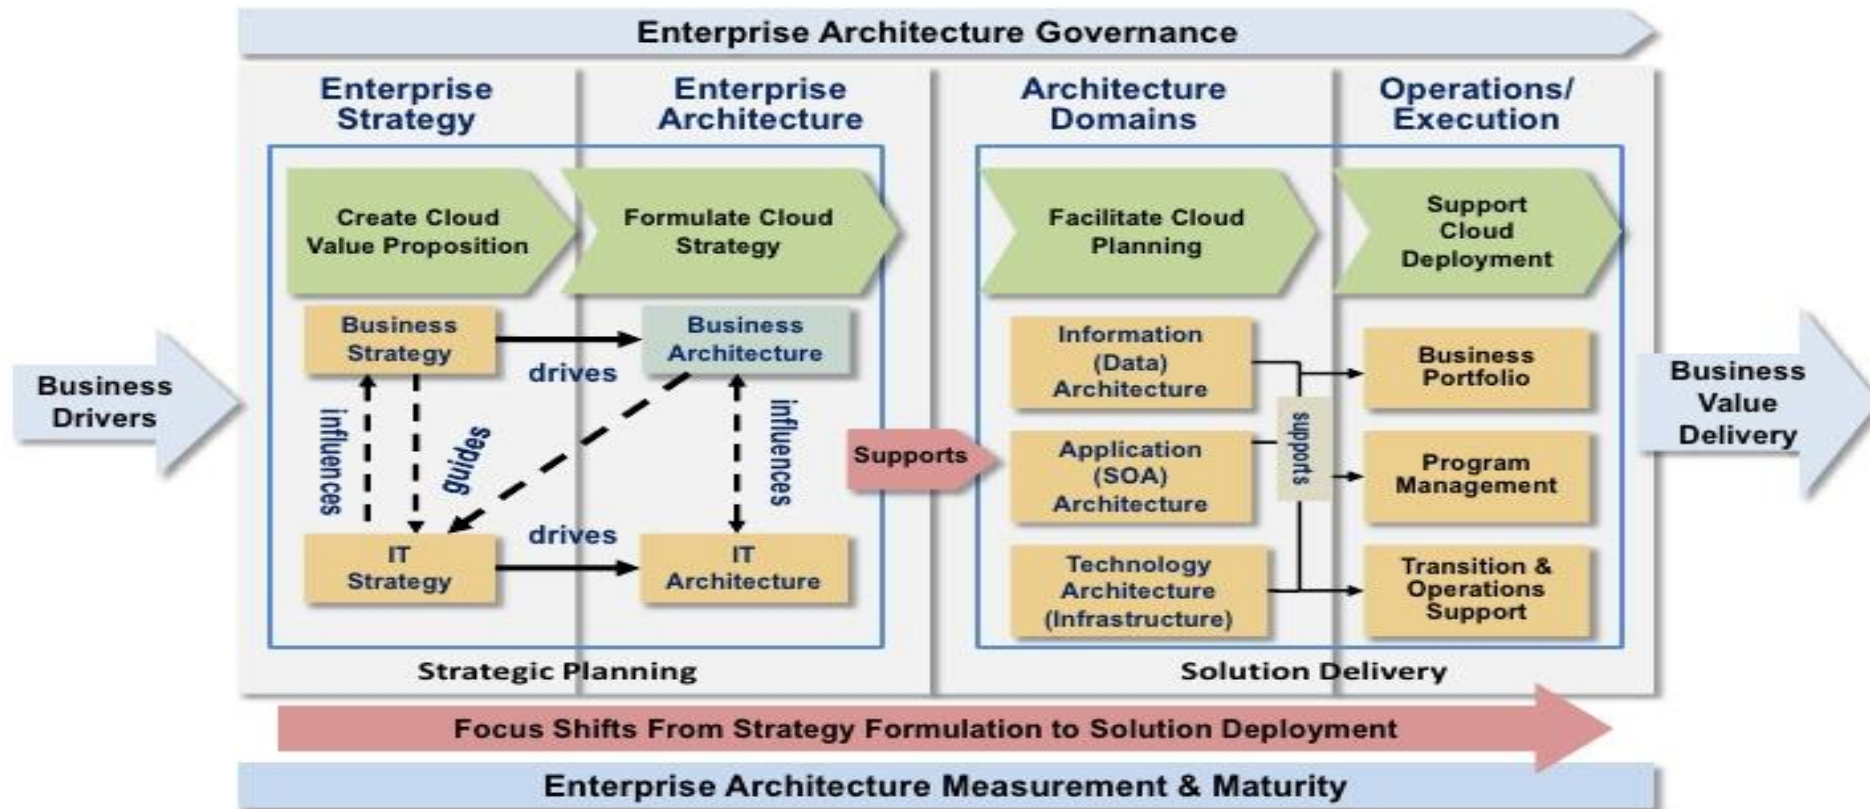 Enterprise Architecture Governance
Enterprise
Strategy
Enterprise
Architecture
Architecture
Domains
Operations/
Execution
Create Cloud
Value Proposition
Formulate Cloud
Strategy
Facilitate Cloud
Planning
Support
Cloud
Deployment
Business
Drivers
Business
Strategy
drives
Business
Architecture
influences
guides
influences
IT
Strategy
drives
IT
Architecture
Supports
Information
(Data)
Architecture
Application
(SOA)
Architecture
Technology
Architecture
(Infrastructure)
supports
Business
Portfolio
Program
Management
Transition &
Operations
Support
Business
Value
Delivery
Strategic Planning
Solution Delivery
Focus Shifts From Strategy Formulation to Solution Deployment
Enterprise Architecture Measurement & Maturity